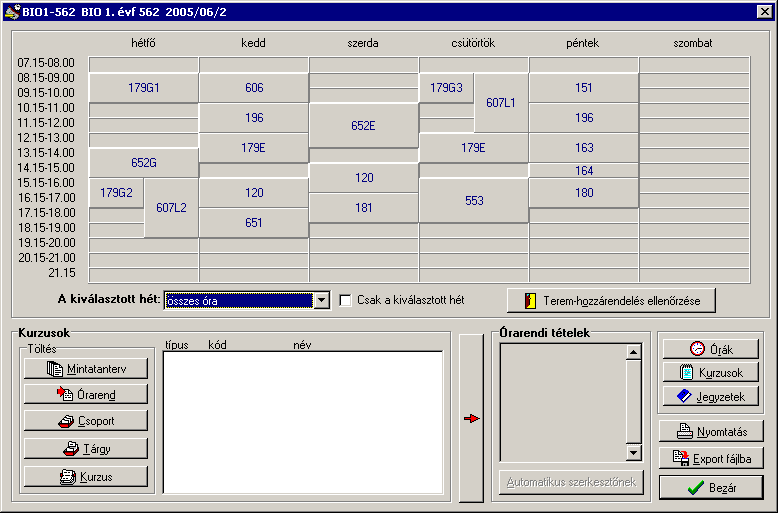 BIO1-562 BIO 1. évf 562 2005/06/2
hétfő kedd szerda csütörtök péntek szombat
07.15-08.00
08.15-09.00
09.15-10.00
10.15-11.00
11.15-12.00
12.15-13.00
13.15-14.00
14.15-15.00
15.15-16.00
16.15-17.00
17.15-18.00
18.15-19.00
19.15-20.00
20.15-21.00
21.15
179G1 606 179G3 151
607L1
196 652E 196
179E 179E 163
652G 164
120
179G2 120 553 180
607L2 181
651
A kiválasztott hét: összes óra Csak a kiválasztott hét Terem-hozzárendelés ellenőrzése
Kurzusok
Töltés
Mintatanterv
Órarend
Csoport
Tárgy
Kurzus
típus kód név
Órarendi tételek
Automatikus szerkesztőnek
Órák
Kurzusok
Jegyzetek
Nyomtatás
Export fájlba
Bezár